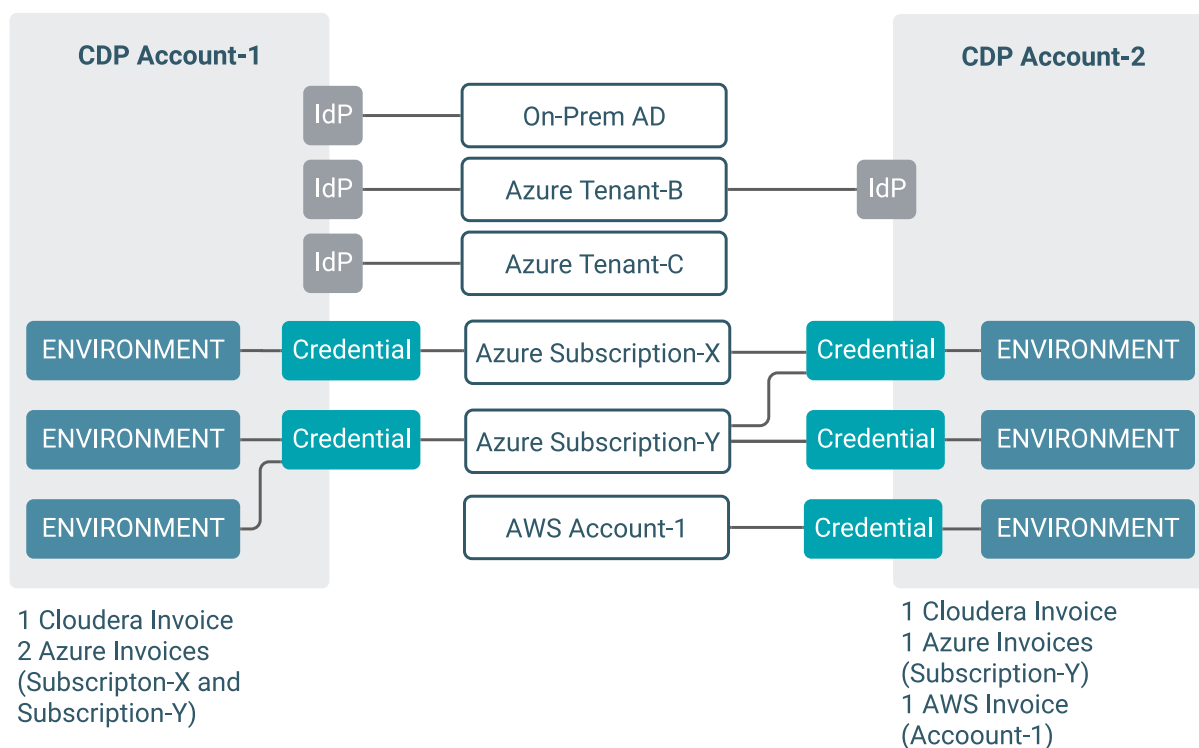 CDP Account-1
CDP Account-2
IdP
On-Prem AD
IdP
Azure Tenant-B
IdP
IdP
Azure Tenant-C
ENVIRONMENT
Credential
Azure Subscription-X
Credential
ENVIRONMENT
ENVIRONMENT
Credential
Azure Subscription-Y
Credential
ENVIRONMENT
ENVIRONMENT
AWS Account-1
Credential
ENVIRONMENT
1 Cloudera Invoice
2 Azure Invoices
(Subscripton-X and
Subscription-Y)
1 Cloudera Invoice
1 Azure Invoices
(Subscription-Y)
1 AWS Invoice
(Accoount-1)